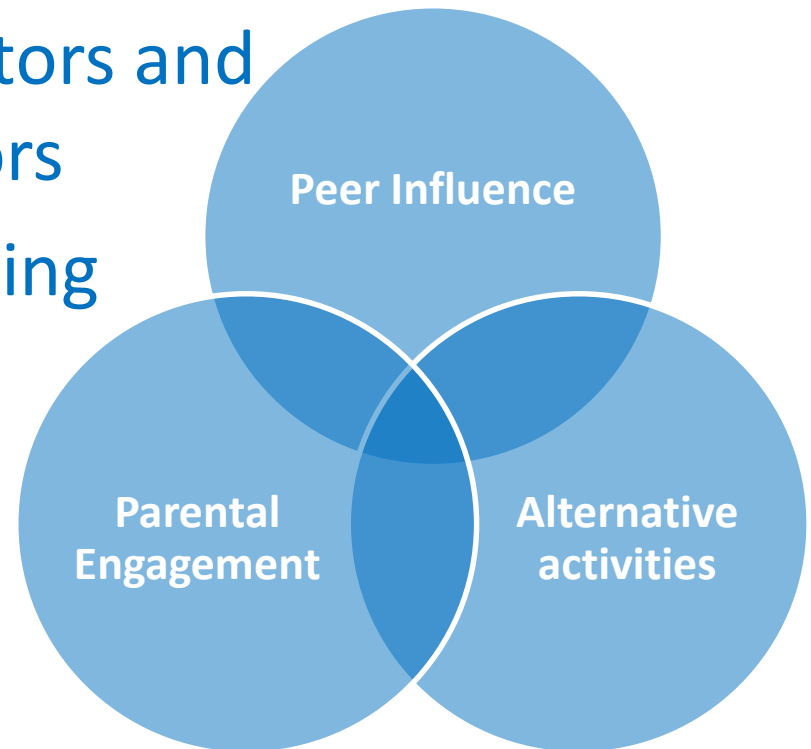 tors and
ors
ing
Peer Influence
Parental
Engagement
Alternative
activities